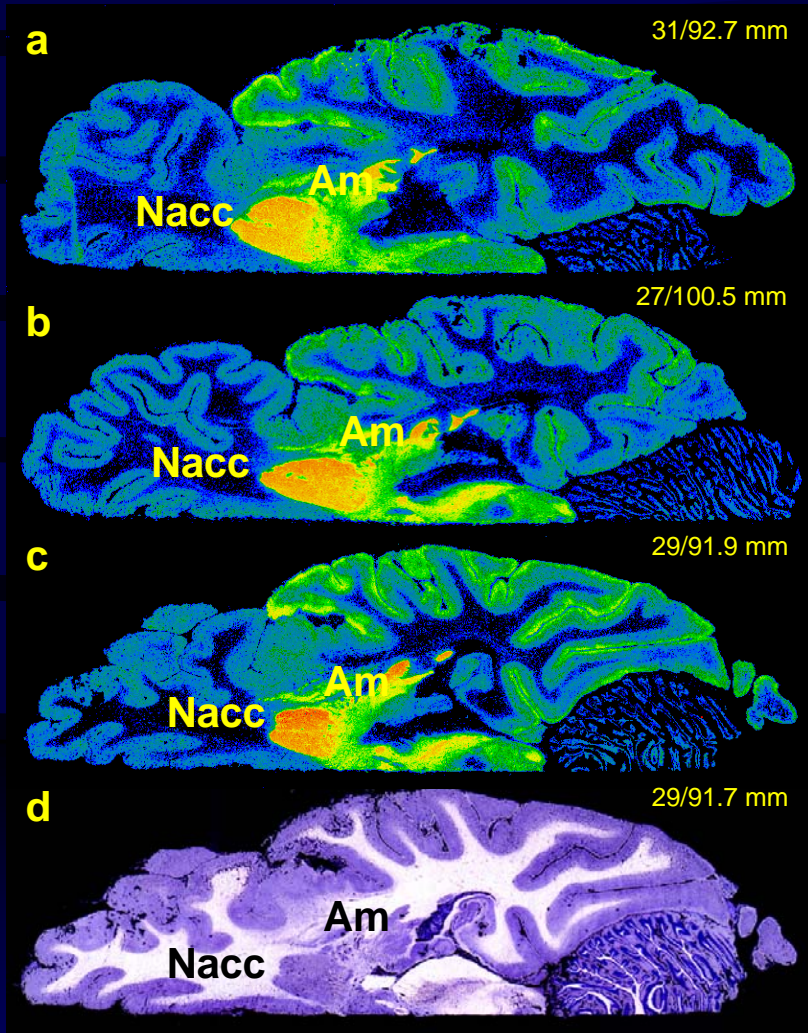 a
31/92.7 mm
Am
Nacc
27/100.5 mm
b
Am
Nacc
c
29/91.9 mm
Am
Nacc
d
29/91.7 mm
Am
Nacc